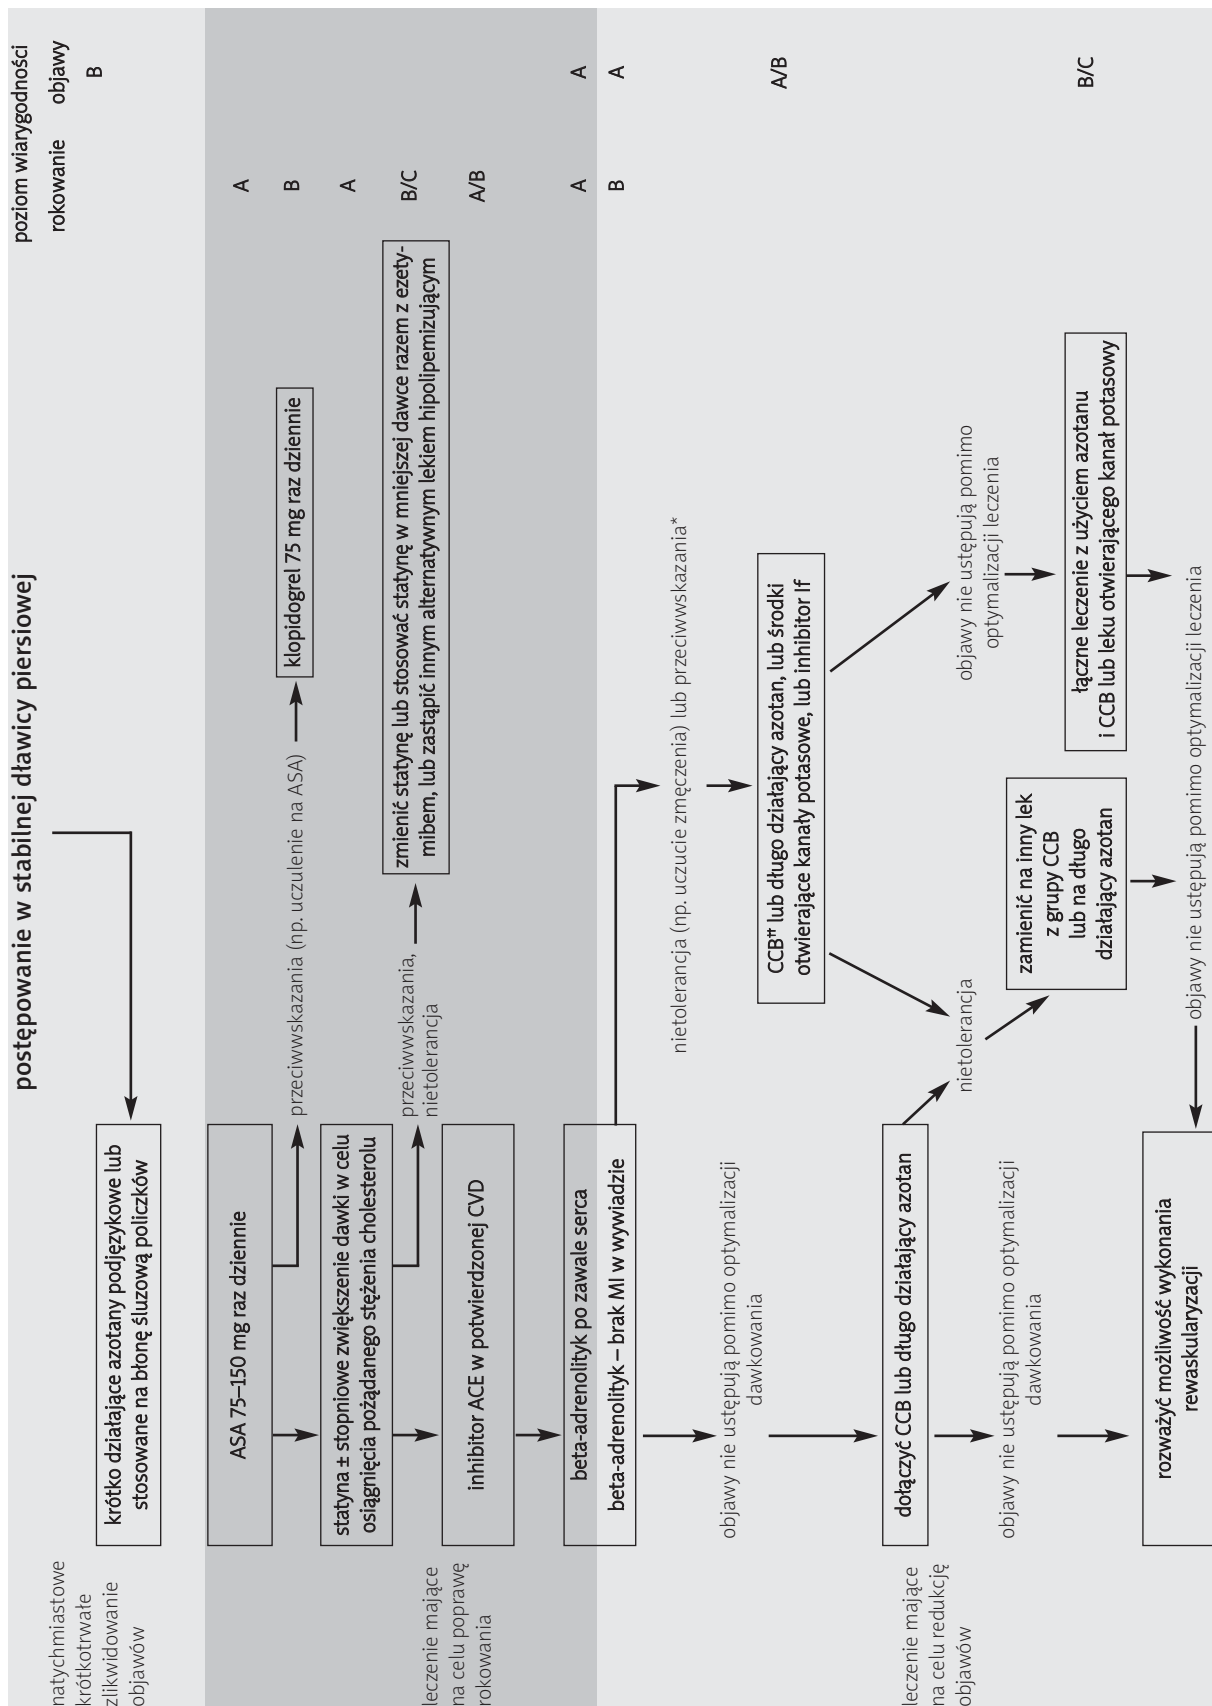 postępowanie w stabilnej dławicy piersiowej
poziom wiarygodności
rokowanie
objawy
natychmiastowe
krótkotrwałe
zlikwidowanie
objawów
krótko działające azotany podjęzykowe lub
stosowane na błonę śluzową policzków
B
ASA 75–150 mg raz dziennie
A
przeciwwskazania (np. uczulenie na ASA)
klopidogrel 75 mg raz dziennie
B
statyna ± stopniowe zwiększenie dawki w celu
osiągnięcia pożądanego stężenia cholesterolu
A
przeciwwskazania,
nietolerancja
zmienić statynę lub stosować statynę w mniejszej dawce razem z ezety-
mibem, lub zastąpić innym alternatywnym lekiem hipolipemizującym
B/C
leczenie mające
na celu poprawę
rokowania
inhibitor ACE w potwierdzonej CVD
A/B
beta-adrenolityk po zawale serca
A
A
beta-adrenolityk – brak MI w wywiadzie
B
A
nietolerancja (np. uczucie zmęczenia) lub przeciwwskazania*
objawy nie ustępują pomimo optymalizacji
dawkowania
CCB# lub długo działający azotan, lub środki
otwierające kanały potasowe, lub inhibitor If
A/B
leczenie mające
na celu redukcję
objawów
dołączyć CCB lub długo działający azotan
nietolerancja
objawy nie ustępują pomimo
optymalizacji leczenia
objawy nie ustępują pomimo optymalizacji
dawkowania
zamienić na inny lek
z grupy CCB
lub na długo
działający azotan
łączne leczenie z użyciem azotanu
i CCB lub leku otwierającego kanał potasowy
B/C
rozważyć możliwość wykonania
rewaskularyzacji
objawy nie ustępują pomimo optymalizacji leczenia